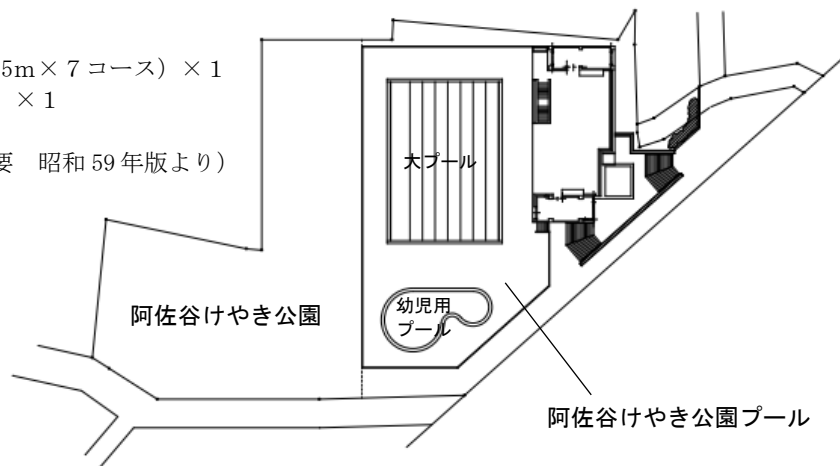 5m×７コース）×１
×１
要　昭和 59 年版より）
大プール
幼児用
プール
阿佐谷けやき公園
阿佐谷けやき公園プール